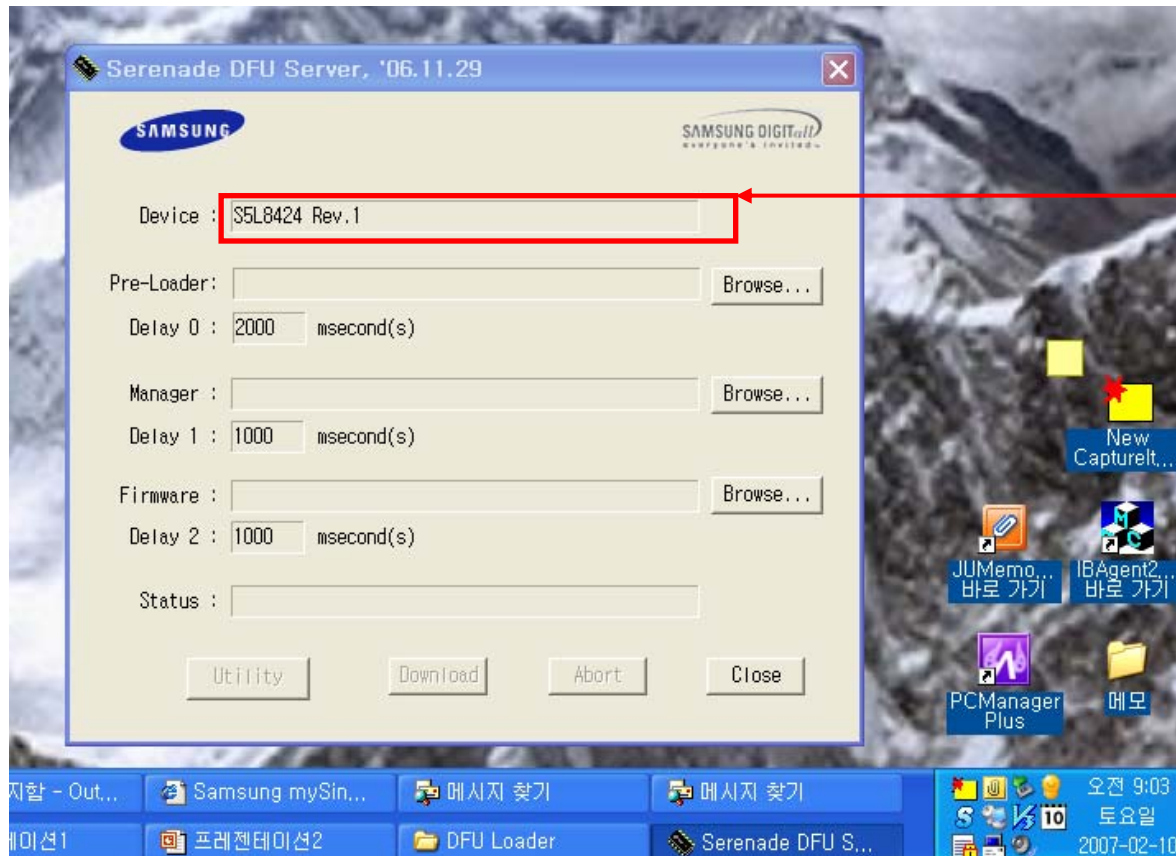 Serenade DFU Server, '06.11.29
SAMSUNG
SAMSUNG DIGITall
everyone's invited
Device : S5L8424 Rev.1
Pre-Loader: Browse...
Delay 0 : 2000 msecond(s)
Manager : Browse...
Delay 1 : 1000 msecond(s)
Firmware : Browse...
Delay 2 : 1000 msecond(s)
Status :
Utility Download Abort Close
New
CaptureIt...
JUMemo...
바로 가기
IBAgent2...
바로 가기
PCManager
Plus
메모
지함 - Out... Samsung mySin... 메시지 찾기 메시지 찾기
프레젠테이션2 DFU Loader Serenade DFU S...
10
오전 9:03
토요일
2007-02-10